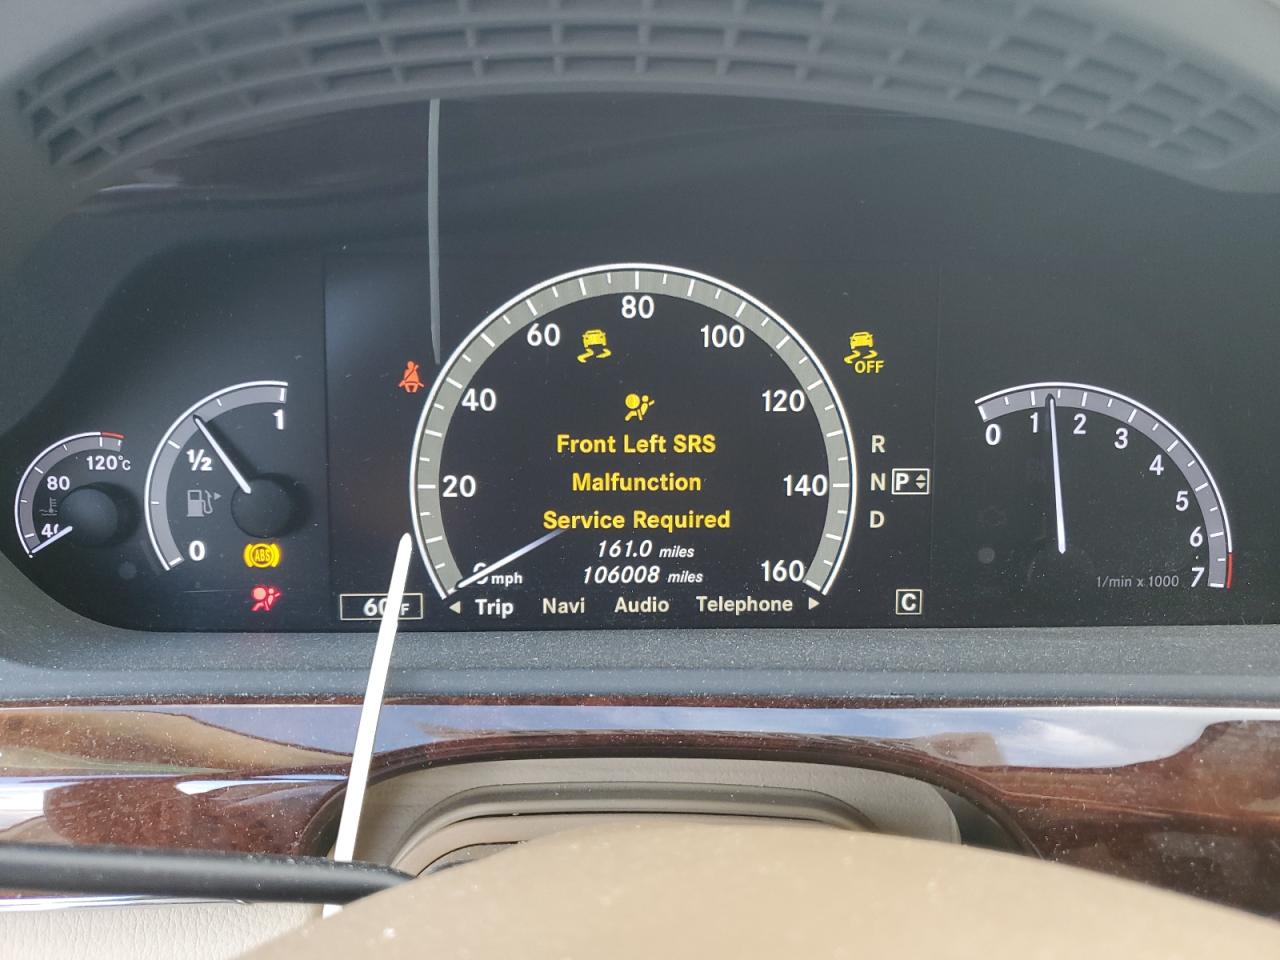 40
80
120°C
0
1/2
1
ABS
60°F
0 mph
20
40
60
80
100
120
140
160
OFF
Front Left SRS
Malfunction
Service Required
161.0 miles
106008 miles
Trip Navi Audio Telephone
R
N P
D
C
0
1
2
3
4
5
6
7
1/min x 1000